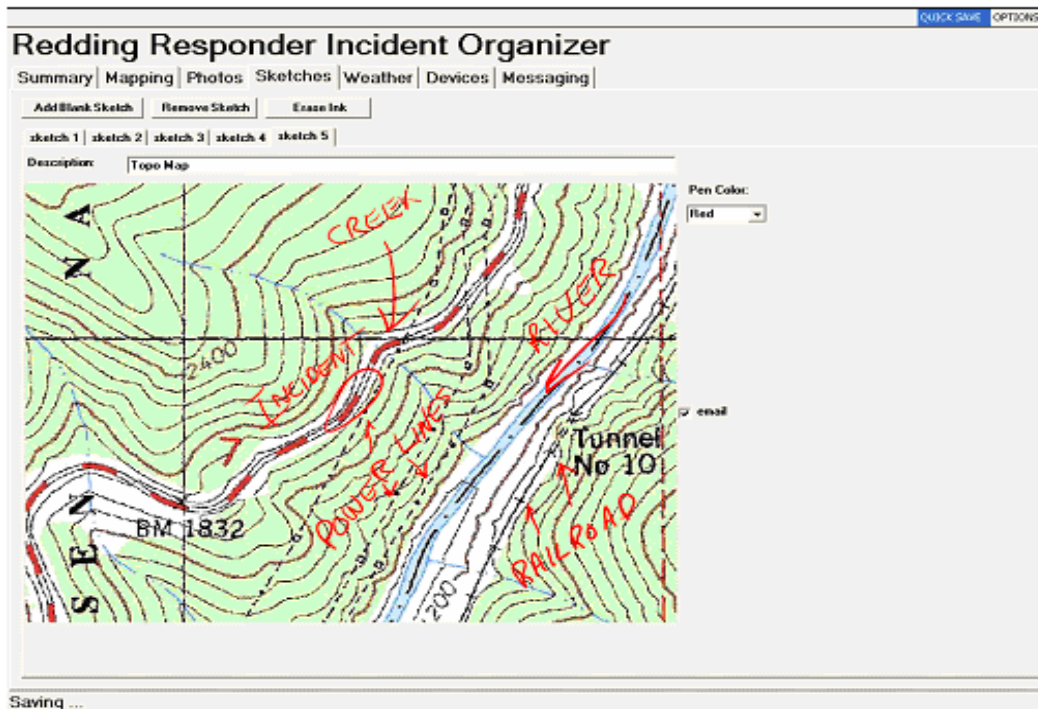 QUICK SAVE OPTIONS
Redding Responder Incident Organizer
Summary Mapping Photos Sketches Weather Devices Messaging
Add Blank Sketch Remove Sketch Erase Ink
sketch 1 sketch 2 sketch 3 sketch 4 sketch 5
Description: Topo Map
Pen Color:
Red
N A
CREEK
RIVER
2400
INCIDENT
POWER LINES
email
Tunnel
No 10
BM 1832
RAILROAD
S E N
200
Saving ...